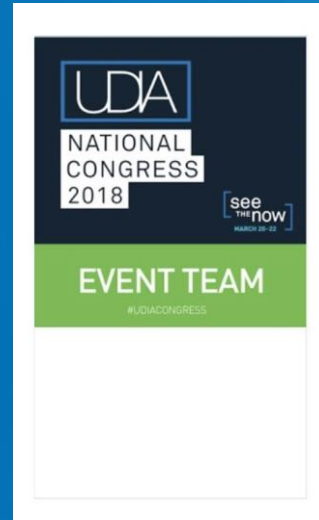 UDIA
NATIONAL
CONGRESS
2018
see
THE now
MARCH 20-22
EVENT TEAM
#UDIACONGRESS